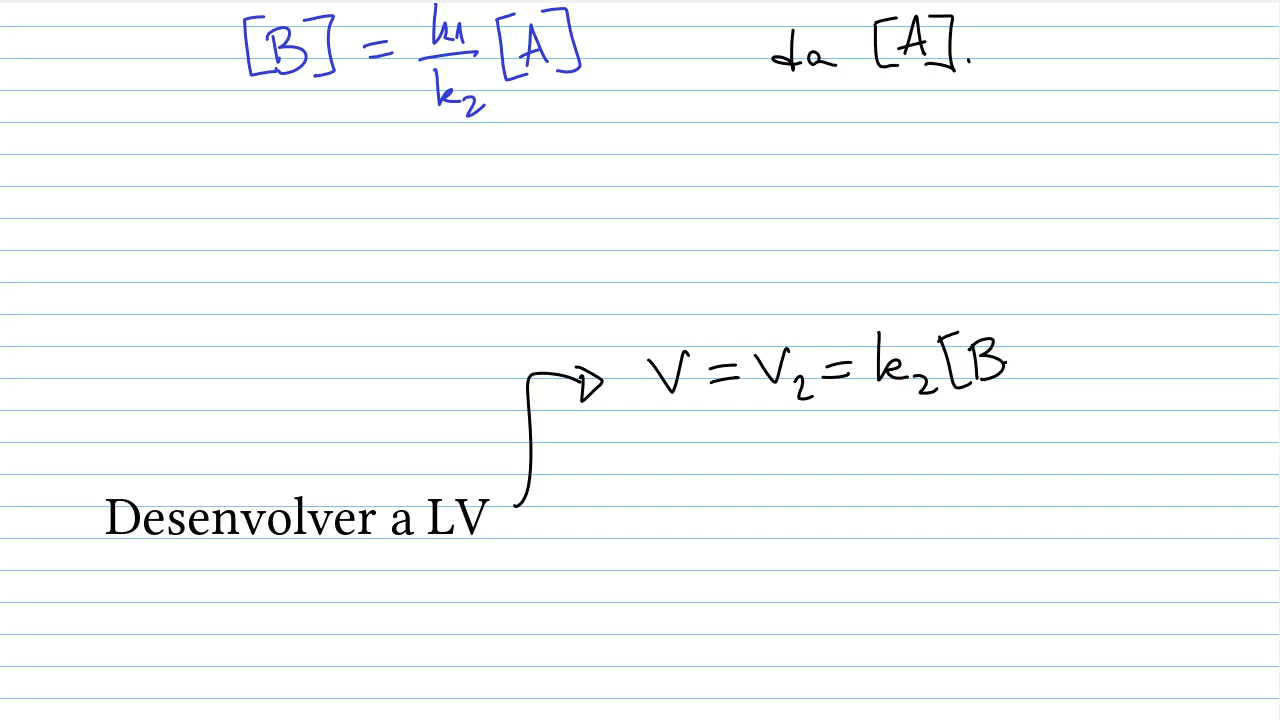 [B] = k1/k2 [A] da [A].
V = V2 = k2 [B
Desenvolver a LV